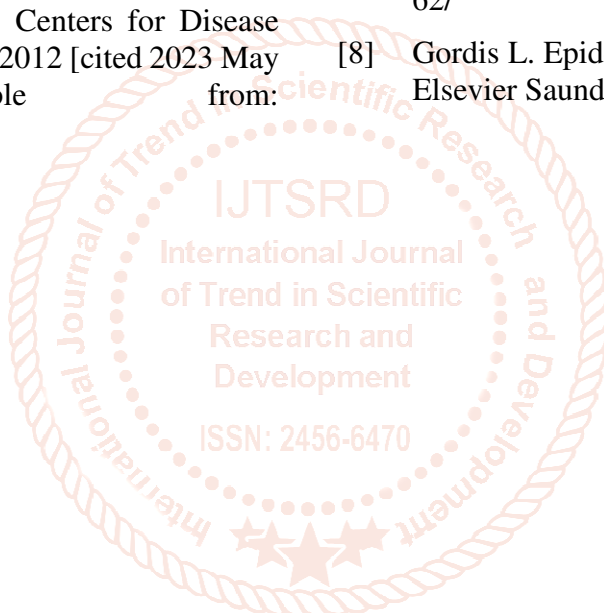 Centers for Disease
2012 [cited 2023 May
from:
62/
[8] Gordis L. Epid
Elsevier Saund
International Journal of Trend in Scientific Research and Development
IJTSRD
International Journal
of Trend in Scientific
Research and
Development
ISSN: 2456-6470